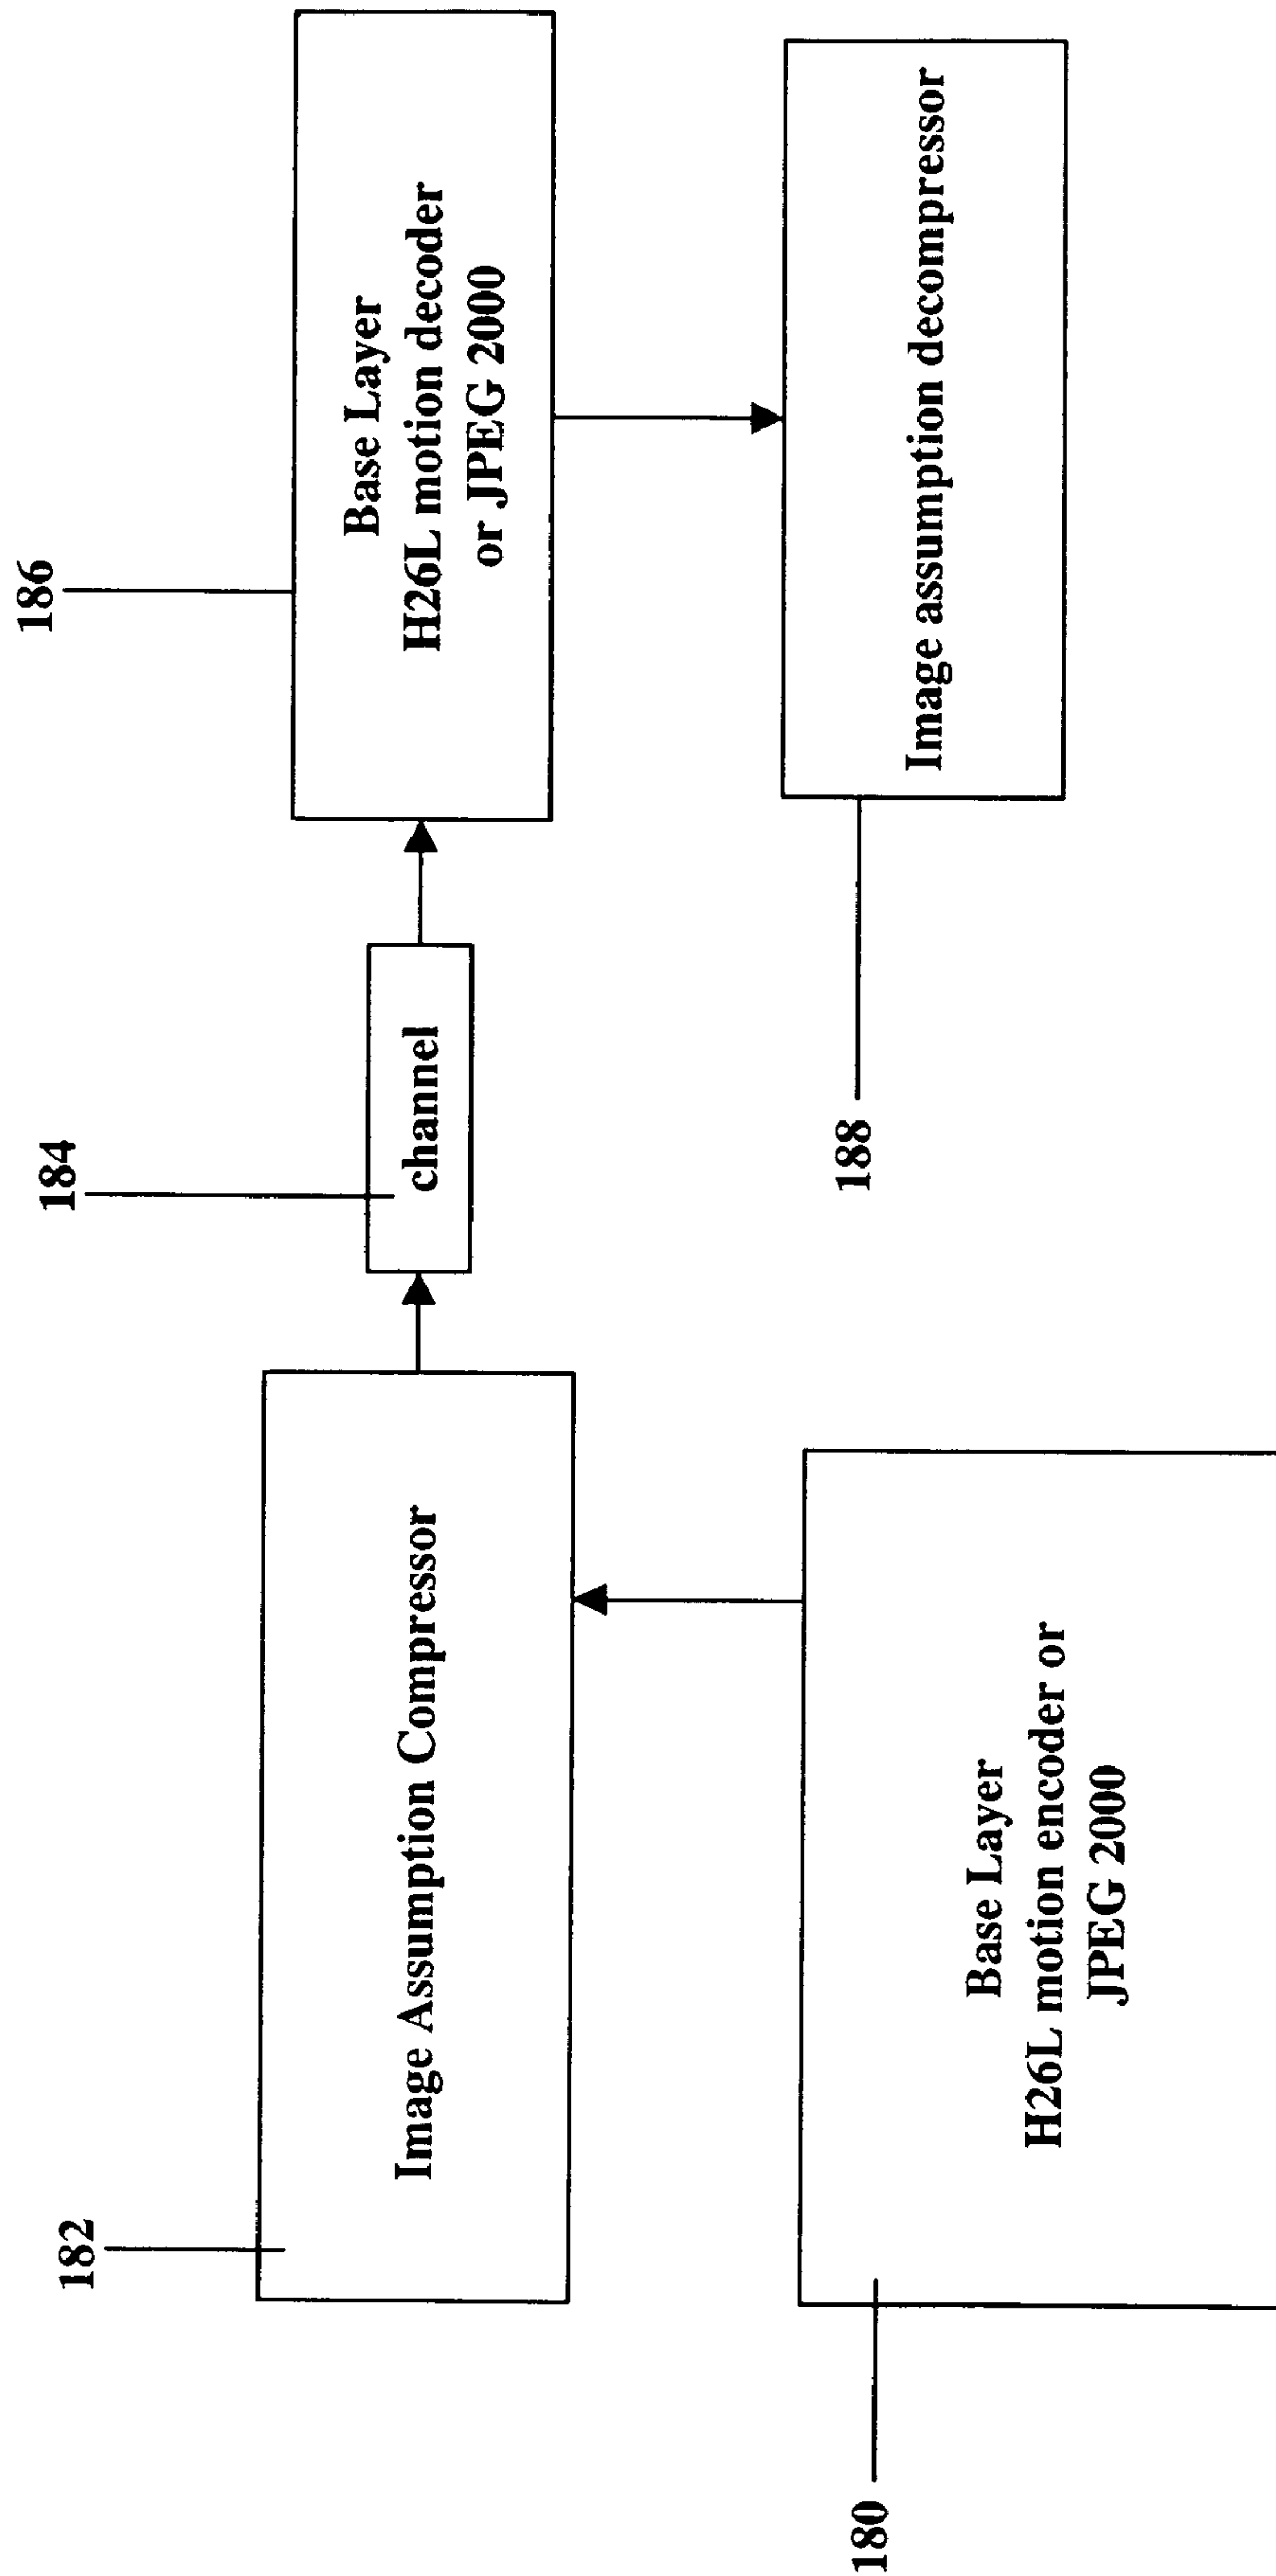 182
Image Assumption Compressor
184
channel
186
Base Layer
H26L motion decoder
or JPEG 2000
180
Base Layer
H26L motion encoder or
JPEG 2000
188
Image assumption decompressor